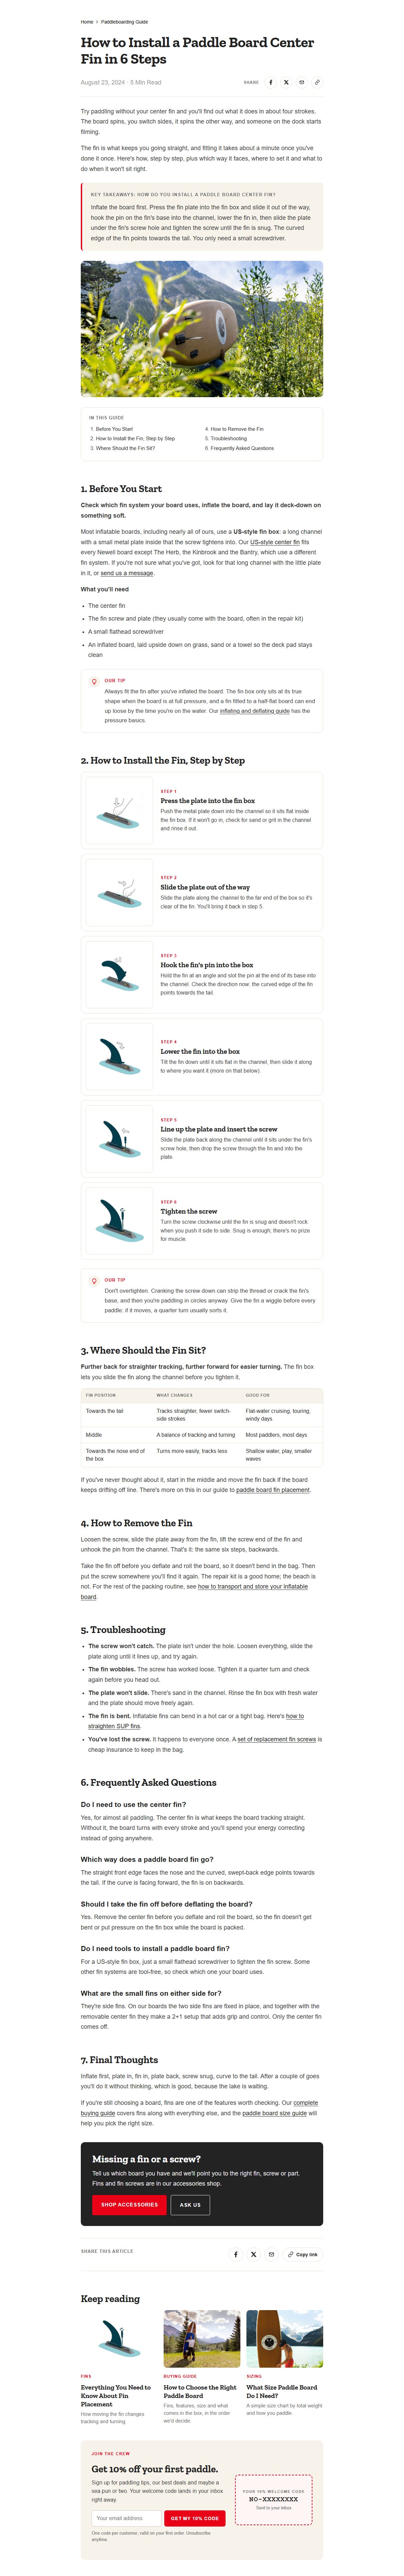 Home › Paddleboarding Guide
How to Install a Paddle Board Center
Fin in 6 Steps
August 23, 2024 · 5 Min Read
SHARE
Try paddling without your center fin and you'll find out what it does in about four strokes.
The board spins, you switch sides, it spins the other way, and someone on the dock starts
filming.
The fin is what keeps you going straight, and fitting it takes about a minute once you've
done it once. Here's how, step by step, plus which way it faces, where to set it and what to
do when it won't sit right.
KEY TAKEAWAYS: HOW DO YOU INSTALL A PADDLE BOARD CENTER FIN?
Inflate the board first. Press the fin plate into the fin box and slide it out of the way,
hook the pin on the fin's base into the channel, lower the fin in, then slide the plate
under the fin's screw hole and tighten the screw until the fin is snug. The curved
edge of the fin points towards the tail. You only need a small screwdriver.
IN THIS GUIDE
1. Before You Start
2. How to Install the Fin, Step by Step
3. Where Should the Fin Sit?
4. How to Remove the Fin
5. Troubleshooting
6. Frequently Asked Questions
1. Before You Start
Check which fin system your board uses, inflate the board, and lay it deck-down on
something soft.
Most inflatable boards, including nearly all of ours, use a US-style fin box: a long channel
with a small metal plate inside that the screw tightens into. Our US-style center fin fits
every Newell board except The Herb, the Kinbrook and the Bantry, which use a different
fin system. If you're not sure what you've got, look for that long channel with the little plate
in it, or send us a message.
What you'll need
• The center fin
• The fin screw and plate (they usually come with the board, often in the repair kit)
• A small flathead screwdriver
• An inflated board, laid upside down on grass, sand or a towel so the deck pad stays
clean
OUR TIP
Always fit the fin after you've inflated the board. The fin box only sits at its true
shape when the board is at full pressure, and a fin fitted to a half-flat board can end
up loose by the time you're on the water. Our inflating and deflating guide has the
pressure basics.
2. How to Install the Fin, Step by Step
STEP 1
Press the plate into the fin box
Push the metal plate down into the channel so it sits flat inside
the fin box. If it won't go in, check for sand or grit in the channel
and rinse it out.
STEP 2
Slide the plate out of the way
Slide the plate along the channel to the far end of the box so it's
clear of the fin. You'll bring it back in step 5.
STEP 3
Hook the fin's pin into the box
Hold the fin at an angle and slot the pin at the end of its base into
the channel. Check the direction now: the curved edge of the fin
points towards the tail.
STEP 4
Lower the fin into the box
Tilt the fin down until it sits flat in the channel, then slide it along
to where you want it (more on that below).
STEP 5
Line up the plate and insert the screw
Slide the plate back along the channel until it sits under the fin's
screw hole, then drop the screw through the fin and into the
plate.
STEP 6
Tighten the screw
Turn the screw clockwise until the fin is snug and doesn't rock
when you push it side to side. Snug is enough; there's no prize
for muscle.
OUR TIP
Don't overtighten. Cranking the screw down can strip the thread or crack the fin's
base, and then you're paddling in circles anyway. Give the fin a wiggle before every
paddle: if it moves, a quarter turn usually sorts it.
3. Where Should the Fin Sit?
Further back for straighter tracking, further forward for easier turning. The fin box
lets you slide the fin along the channel before you tighten it.
FIN POSITION WHAT CHANGES GOOD FOR
Towards the tail Tracks straighter, fewer switch-side strokes Flat-water cruising, touring, windy days
Middle A balance of tracking and turning Most paddlers, most days
Towards the nose end of the box Turns more easily, tracks less Shallow water, play, smaller waves
If you've never thought about it, start in the middle and move the fin back if the board
keeps drifting off line. There's more on this in our guide to paddle board fin placement.
4. How to Remove the Fin
Loosen the screw, slide the plate away from the fin, lift the screw end of the fin and
unhook the pin from the channel. That's it: the same six steps, backwards.
Take the fin off before you deflate and roll the board, so it doesn't bend in the bag. Then
put the screw somewhere you'll find it again. The repair kit is a good home; the beach is
not. For the rest of the packing routine, see how to transport and store your inflatable
board.
5. Troubleshooting
• The screw won't catch. The plate isn't under the hole. Loosen everything, slide the
plate along until it lines up, and try again.
• The fin wobbles. The screw has worked loose. Tighten it a quarter turn and check
again before you head out.
• The plate won't slide. There's sand in the channel. Rinse the fin box with fresh water
and the plate should move freely again.
• The fin is bent. Inflatable fins can bend in a hot car or a tight bag. Here's how to
straighten SUP fins.
• You've lost the screw. It happens to everyone once. A set of replacement fin screws is
cheap insurance to keep in the bag.
6. Frequently Asked Questions
Do I need to use the center fin?
Yes, for almost all paddling. The center fin is what keeps the board tracking straight.
Without it, the board turns with every stroke and you'll spend your energy correcting
instead of going anywhere.
Which way does a paddle board fin go?
The straight front edge faces the nose and the curved, swept-back edge points towards
the tail. If the curve is facing forward, the fin is on backwards.
Should I take the fin off before deflating the board?
Yes. Remove the center fin before you deflate and roll the board, so the fin doesn't get
bent or put pressure on the fin box while the board is packed.
Do I need tools to install a paddle board fin?
For a US-style fin box, just a small flathead screwdriver to tighten the fin screw. Some
other fin systems are tool-free, so check which one your board uses.
What are the small fins on either side for?
They're side fins. On our boards the two side fins are fixed in place, and together with the
removable center fin they make a 2+1 setup that adds grip and control. Only the center fin
comes off.
7. Final Thoughts
Inflate first, plate in, fin in, plate back, screw snug, curve to the tail. After a couple of goes
you'll do it without thinking, which is good, because the lake is waiting.
If you're still choosing a board, fins are one of the features worth checking. Our complete
buying guide covers fins along with everything else, and the paddle board size guide will
help you pick the right size.
Missing a fin or a screw?
Tell us which board you have and we'll point you to the right fin, screw or part.
Fins and fin screws are in our accessories shop.
SHOP ACCESSORIES
ASK US
SHARE THIS ARTICLE
Copy link
Keep reading
FINS
Everything You Need to
Know About Fin
Placement
How moving the fin changes
tracking and turning.
BUYING GUIDE
How to Choose the Right
Paddle Board
Fins, features, size and what
comes in the box, in the order
we'd decide.
SIZING
What Size Paddle Board
Do I Need?
A simple size chart by total weight
and how you paddle.
JOIN THE CREW
Get 10% off your first paddle.
Sign up for paddling tips, our best deals and maybe a
sea pun or two. Your welcome code lands in your inbox
right away.
Your email address
GET MY 10% CODE
One code per customer, valid on your first order. Unsubscribe
anytime.
YOUR 10% WELCOME CODE
NO-XXXXXXXX
Sent to your inbox